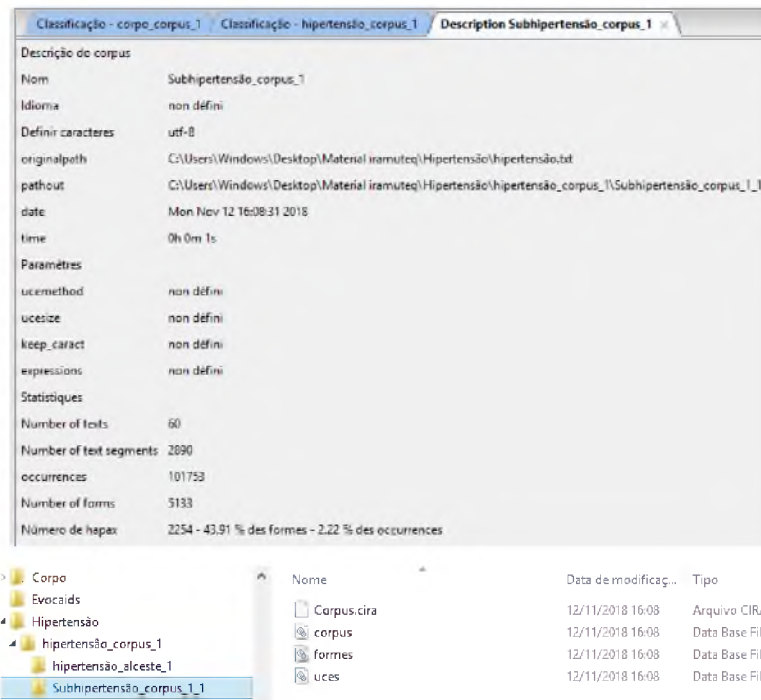 Classificação - corpo_corpus_1 Classificação - hipertensão_corpus_1 Description Subhipertensão_corpus_1
Descrição do corpus
Nom Subhipertensão_corpus_1
Idioma non défini
Definir caracteres utf-8
originalpath C:\Users\Windows\Desktop\Material iramuteq\Hipertensão\hipertensão.txt
pathout C:\Users\Windows\Desktop\Material iramuteq\Hipertensão\hipertensão_corpus_1\Subhipertensão_corpus_1_1
date Mon Nov 12 16:08:31 2018
time 0h 0m 1s
Paramètres
ucemethod non défini
ucesize non défini
keep_caract non défini
expressions non défini
Statistiques
Number of texts 60
Number of text segments 2890
occurrences 101753
Number of forms 5133
Número de hapax 2254 - 43.91 % des formes - 2.22 % des occurrences
Corpo Nome Data de modificaç... Tipo
Evocaids
Corpus.cira 12/11/2018 16:08 Arquivo CIRA
Hipertensão
corpus 12/11/2018 16:08 Data Base Fil
hipertensão_corpus_1
formes 12/11/2018 16:08 Data Base Fil
hipertensão_alceste_1
uces 12/11/2018 16:08 Data Base Fil
Subhipertensão_corpus_1_1